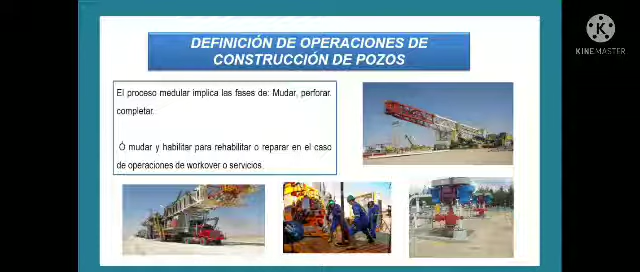 DEFINICIÓN DE OPERACIONES DE
CONSTRUCCIÓN DE POZOS
El proceso medular implica las fases de: Mudar, perforar.
completar.
Ó mudar y habilitar para rehabilitar o reparar en el caso
de operaciones de workover o servicios.
K
KINEMASTER